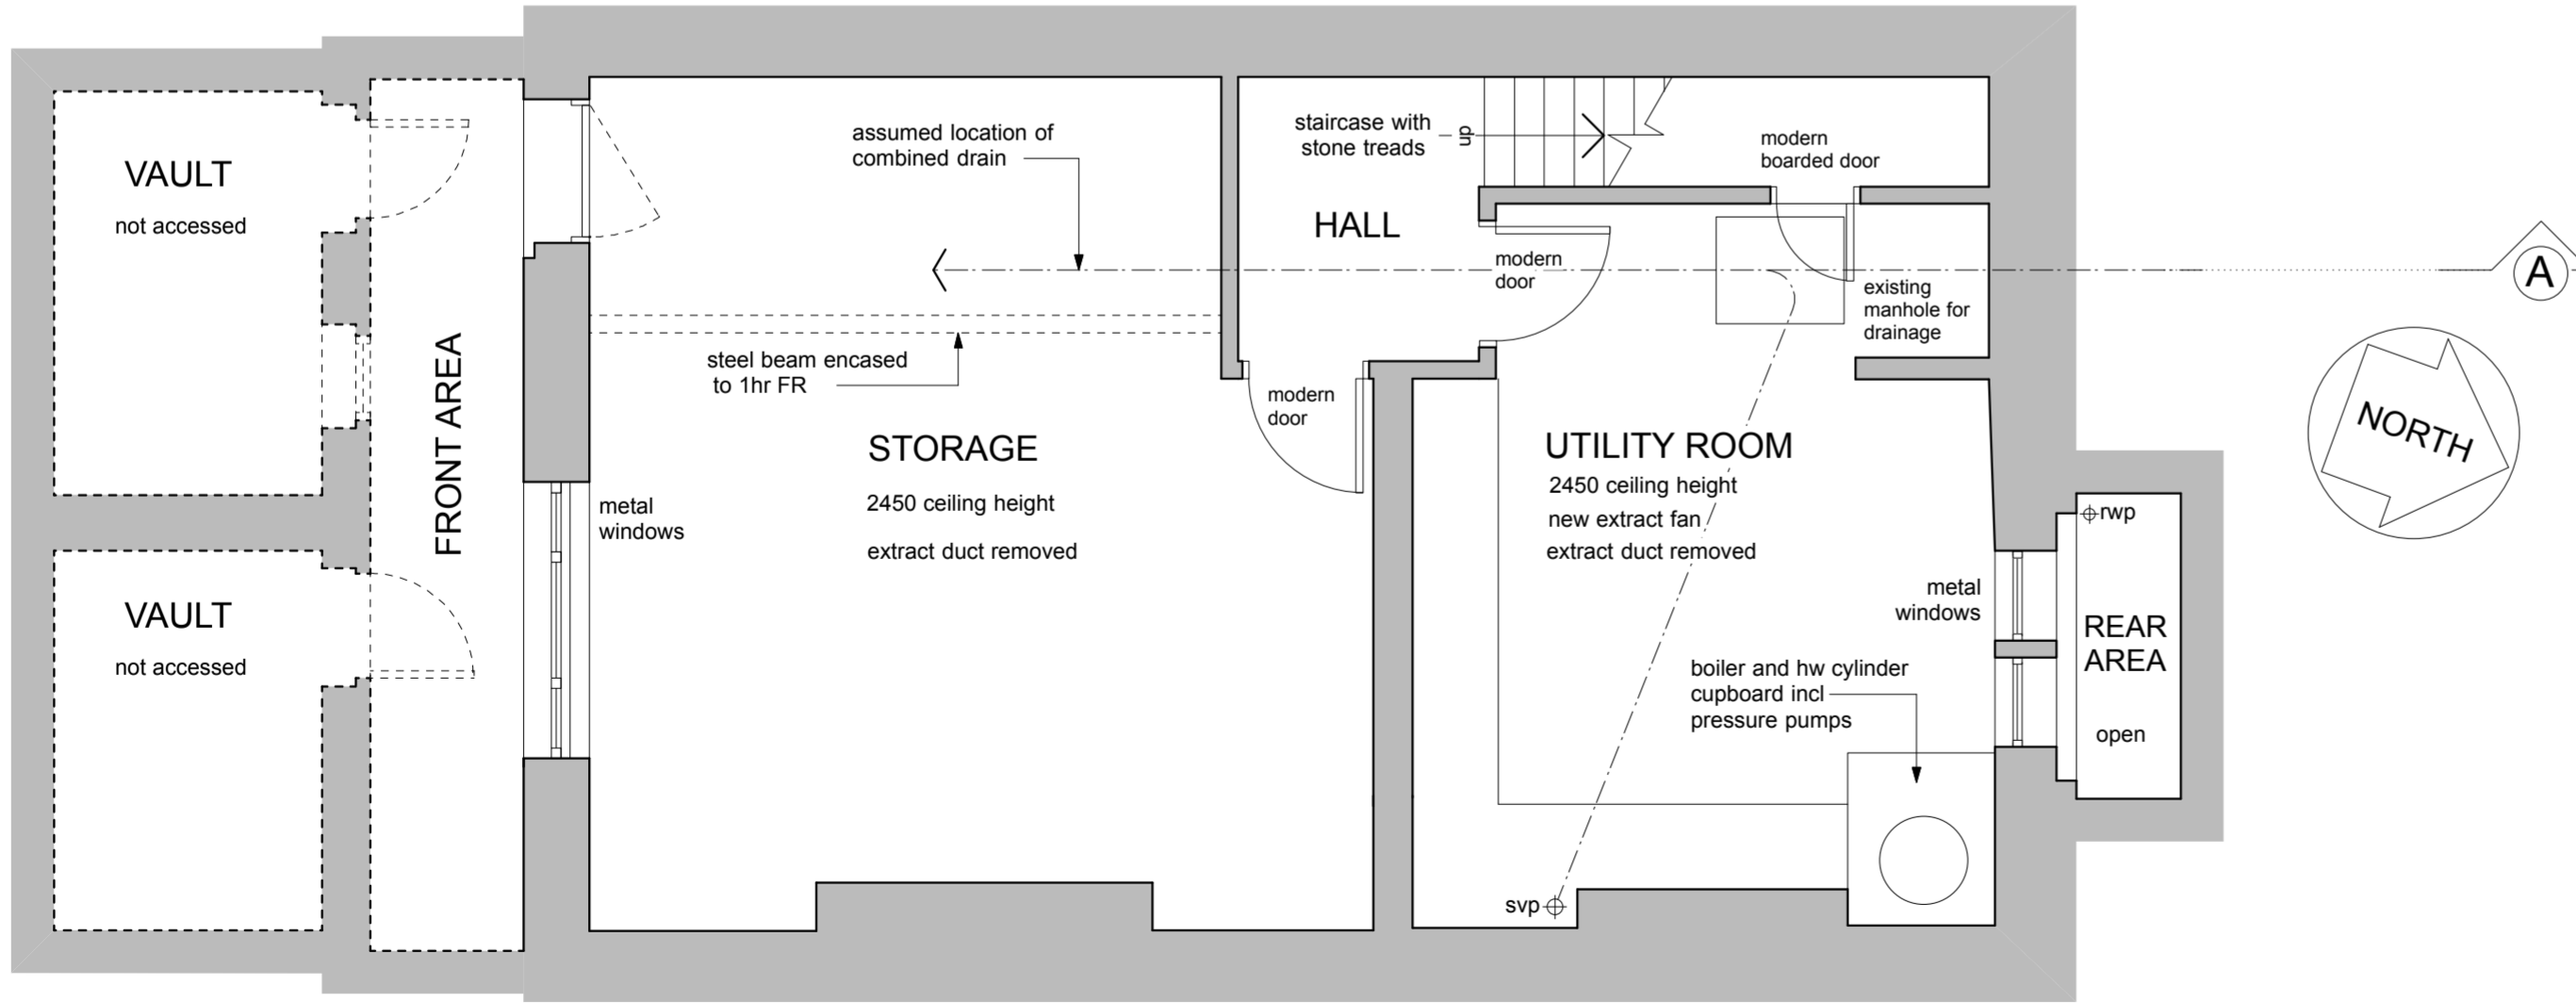 VAULT
not accessed
VAULT
not accessed
FRONT AREA
assumed location of
combined drain
steel beam encased
to 1hr FR
metal
windows
STORAGE
2450 ceiling height
extract duct removed
staircase with
stone treads
dn
HALL
modern
door
modern
door
modern
boarded door
existing
manhole for
drainage
UTILITY ROOM
2450 ceiling height
new extract fan
extract duct removed
metal
windows
boiler and hw cylinder
cupboard incl
pressure pumps
svp
rwp
REAR
AREA
open
A
NORTH